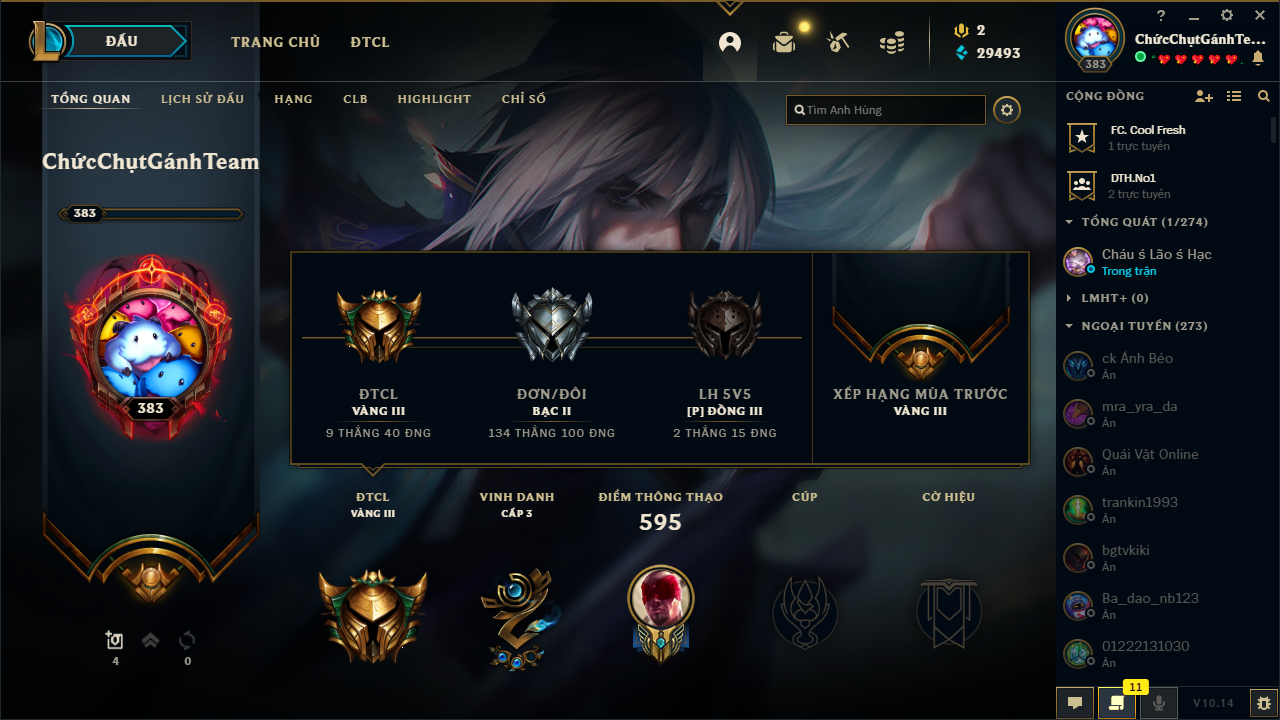 ĐẤU
TRANG CHỦ
ĐTCL
2
29493
?
ChứcChụtGánhTe...
383
TỔNG QUAN
LỊCH SỬ ĐẤU
HẠNG
CLB
HIGHLIGHT
CHỈ SỐ
Tìm Anh Hùng
ChứcChụtGánhTeam
383
383
4
0
ĐTCL
VÀNG III
9 THẮNG 40 ĐNG
ĐƠN/ĐÔI
BẠC II
134 THẮNG 100 ĐNG
LH 5V5
[P] ĐỒNG III
2 THẮNG 15 ĐNG
XẾP HẠNG MÙA TRƯỚC
VÀNG III
ĐTCL
VÀNG III
VINH DANH
CẤP 3
ĐIỂM THÔNG THẠO
595
CÚP
CỜ HIỆU
CỘNG ĐỒNG
FC. Cool Fresh
1 trực tuyến
DTH.No1
2 trực tuyến
TỔNG QUÁT (1/274)
Cháu ś Lão ś Hạc
Trong trận
LMHT+ (0)
NGOẠI TUYẾN (273)
ck Ánh Béo
Ẩn
mra_yra_da
Ẩn
Quái Vật Online
Ẩn
trankin1993
Ẩn
bgtvkiki
Ẩn
Ba_dao_nb123
Ẩn
01222131030
Ẩn
11
V10.14